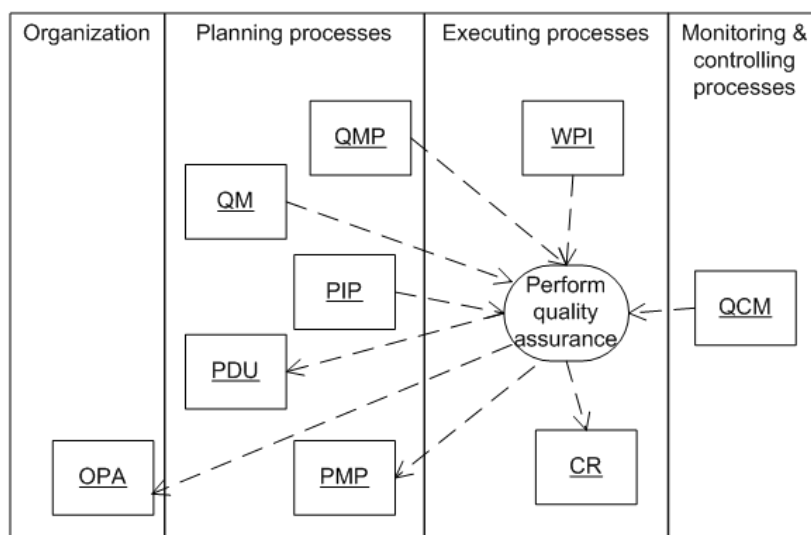 Organization
Planning processes
Executing processes
Monitoring &
controlling
processes
QMP
WPI
QM
PIP
Perform
quality
assurance
QCM
PDU
OPA
PMP
CR